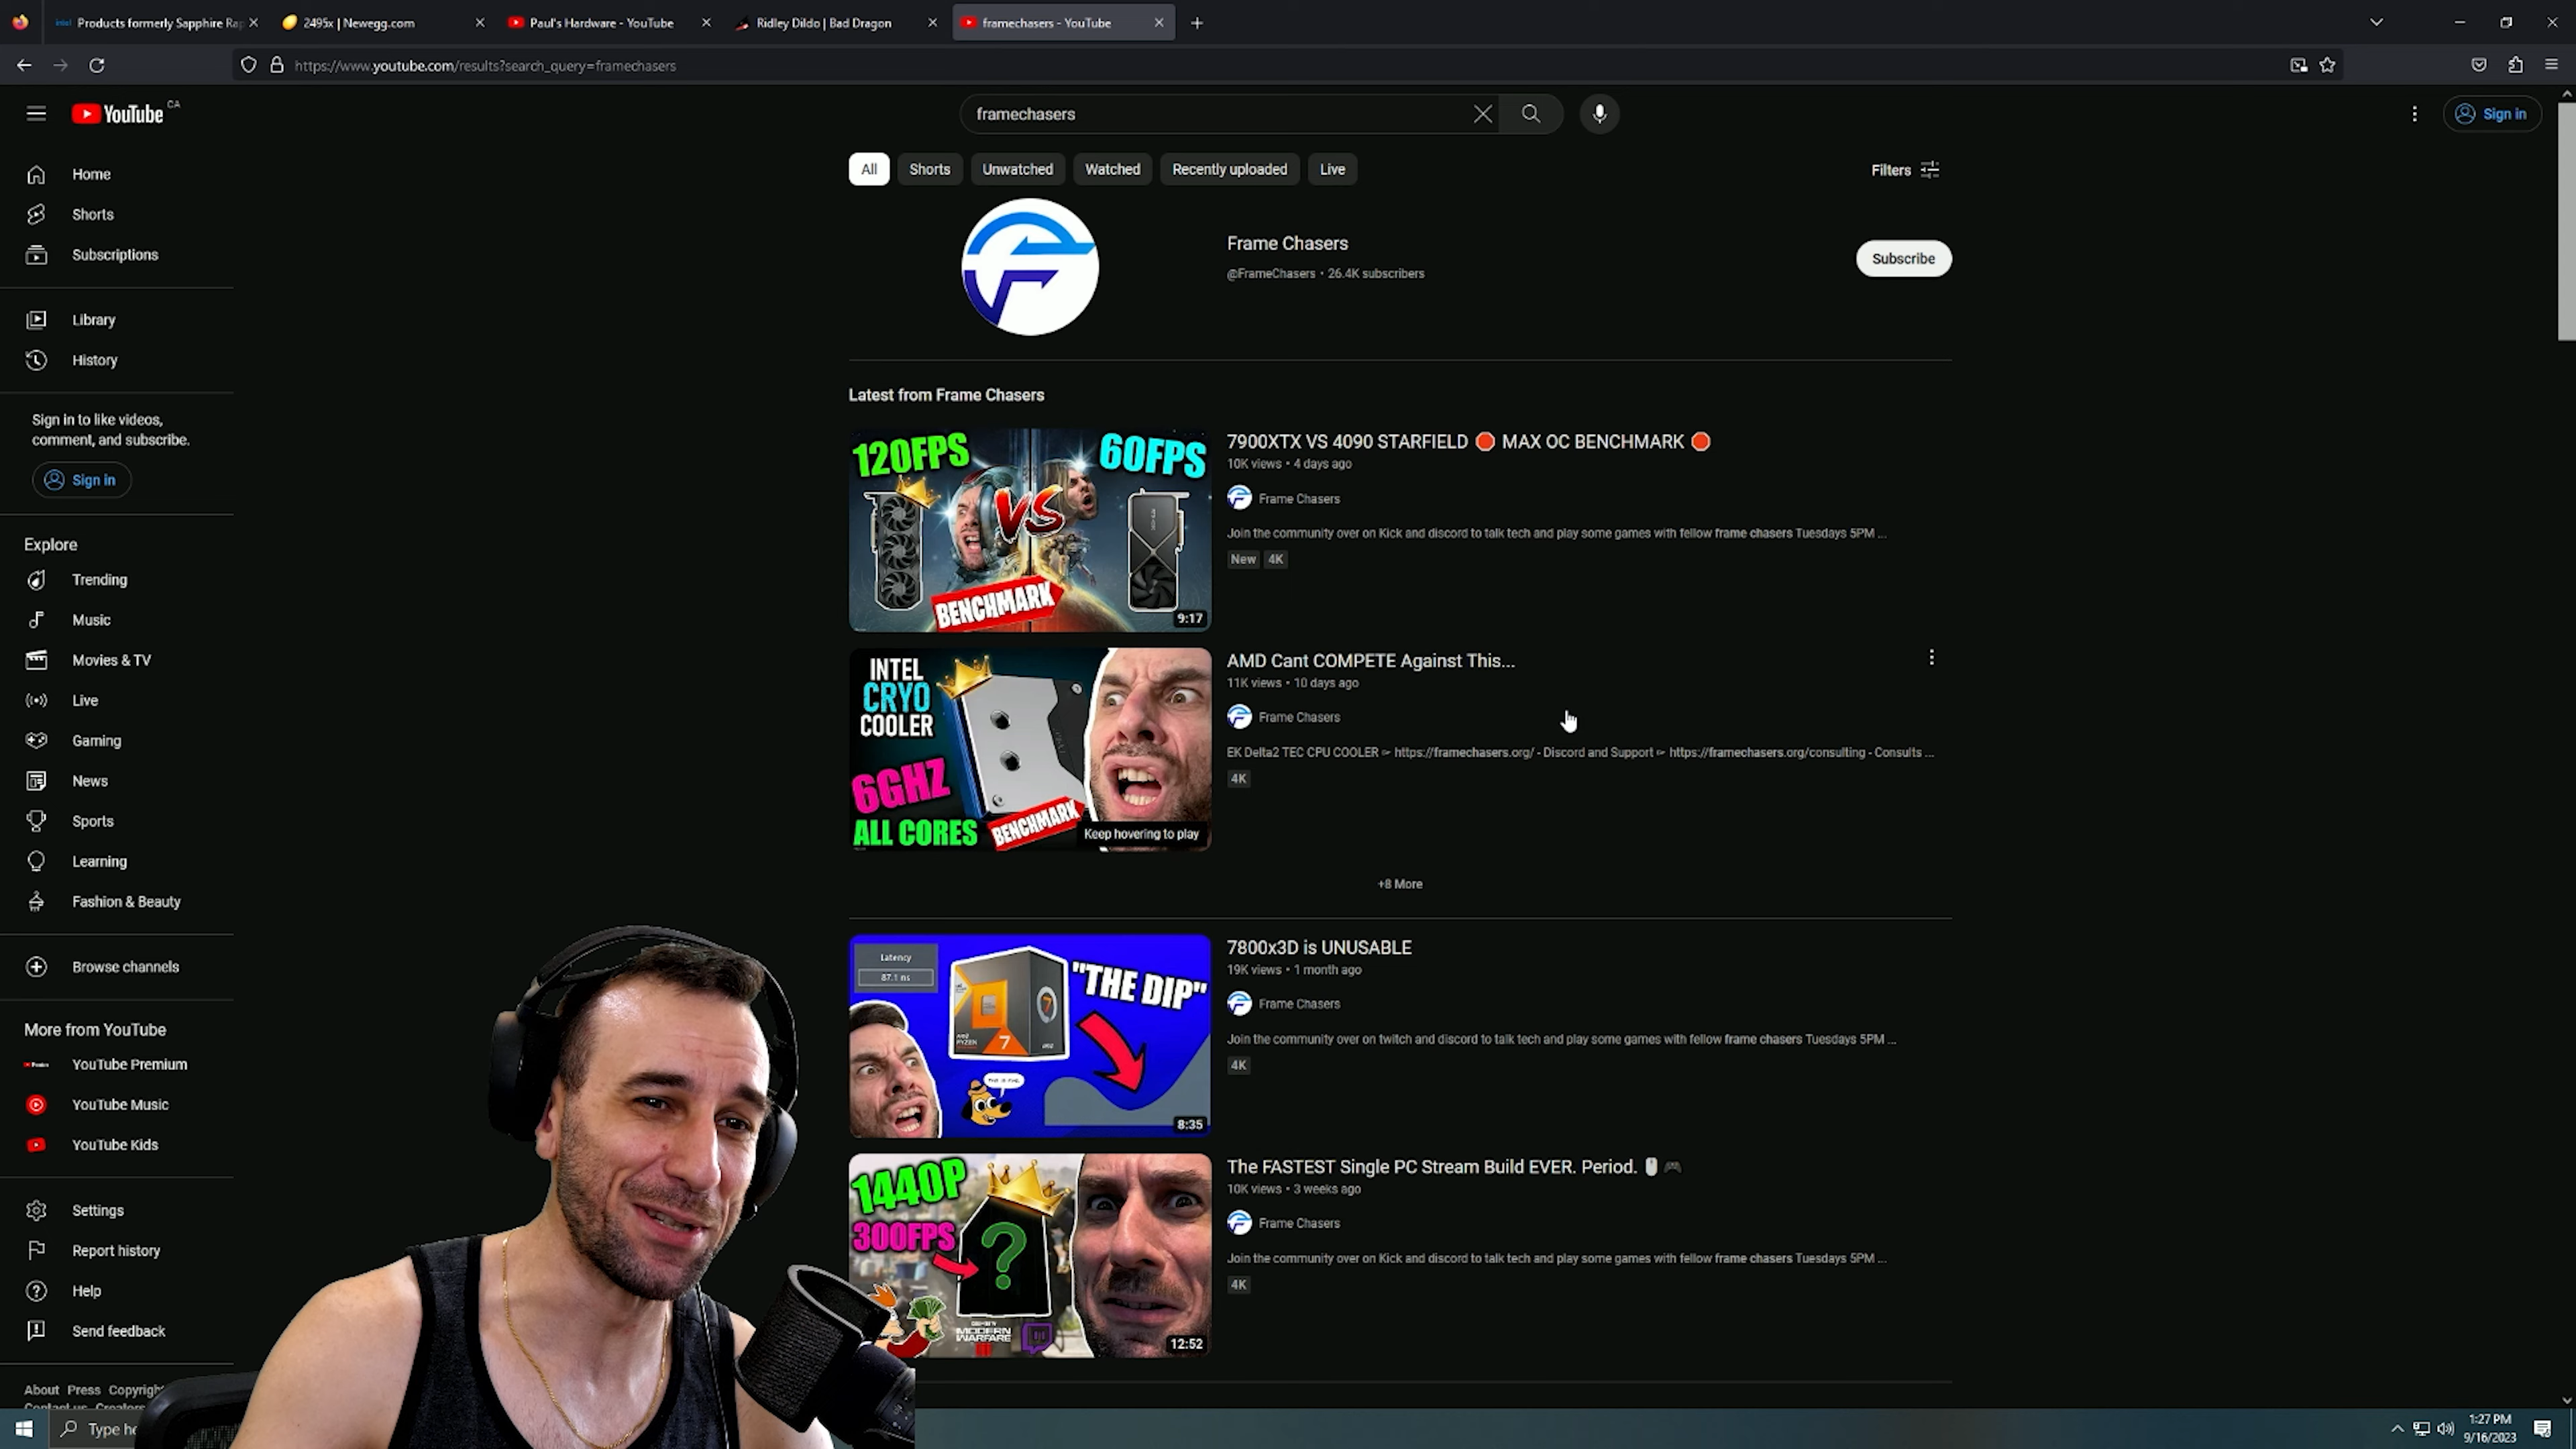 Products formerly Sapphire Rap
2495x | Newegg.com
Paul's Hardware - YouTube
Ridley Dildo | Bad Dragon
framechasers - YouTube
https://www.youtube.com/results?search_query=framechasers
YouTube CA
framechasers
Sign in
Home
Shorts
Subscriptions
Library
History
Sign in to like videos,
comment, and subscribe.
Sign in
Explore
Trending
Music
Movies & TV
Live
Gaming
News
Sports
Learning
Fashion & Beauty
Browse channels
More from YouTube
YouTube Premium
YouTube Music
YouTube Kids
Settings
Report history
Help
Send feedback
About Press Copyrigh
All
Shorts
Unwatched
Watched
Recently uploaded
Live
Filters
Frame Chasers
@FrameChasers • 26.4K subscribers
Subscribe
Latest from Frame Chasers
120FPS
60FPS
VS
BENCHMARK
9:17
7900XTX VS 4090 STARFIELD 🛑 MAX OC BENCHMARK 🛑
10K views • 4 days ago
Frame Chasers
Join the community over on Kick and discord to talk tech and play some games with fellow frame chasers Tuesdays 5PM ...
New
4K
INTEL
CRYO
COOLER
6GHZ
ALL CORES
BENCHMARK
Keep hovering to play
AMD Cant COMPETE Against This...
11K views • 10 days ago
Frame Chasers
EK Delta2 TEC CPU COOLER ⌲ https://framechasers.org/ - Discord and Support ⌲ https://framechasers.org/consulting - Consults ...
4K
+8 More
Latency
87.1 ns
"THE DIP"
RYZEN
7
7
8:35
7800x3D is UNUSABLE
19K views • 1 month ago
Frame Chasers
Join the community over on twitch and discord to talk tech and play some games with fellow frame chasers Tuesdays 5PM ...
4K
1440P
300FPS
?
MODERN
WARFARE
12:52
The FASTEST Single PC Stream Build EVER. Period. 🖱️🎮
10K views • 3 weeks ago
Frame Chasers
Join the community over on Kick and discord to talk tech and play some games with fellow frame chasers Tuesdays 5PM ...
4K
Type he
1:27 PM
9/16/2023